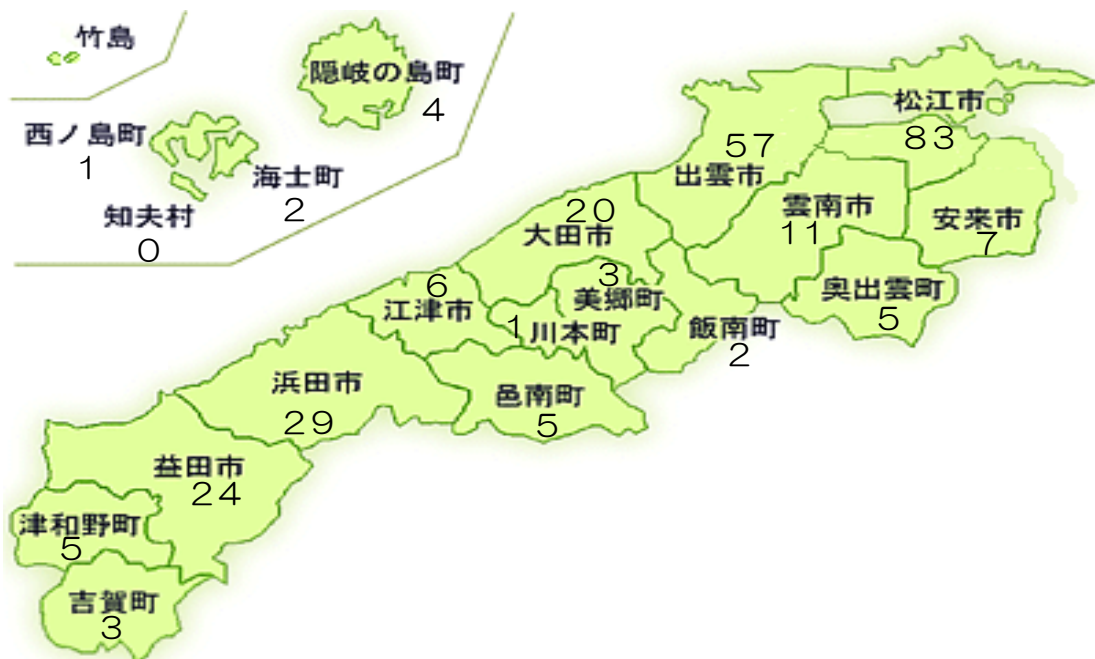 竹島
隠岐の島町
4
西ノ島町
1
海士町
2
知夫村
0
松江市
83
57
出雲市
雲南市
11
安来市
7
奥出雲町
5
20
大田市
3
美郷町
6
江津市
1
川本町
飯南町
2
浜田市
29
邑南町
5
益田市
24
津和野町
5
吉賀町
3